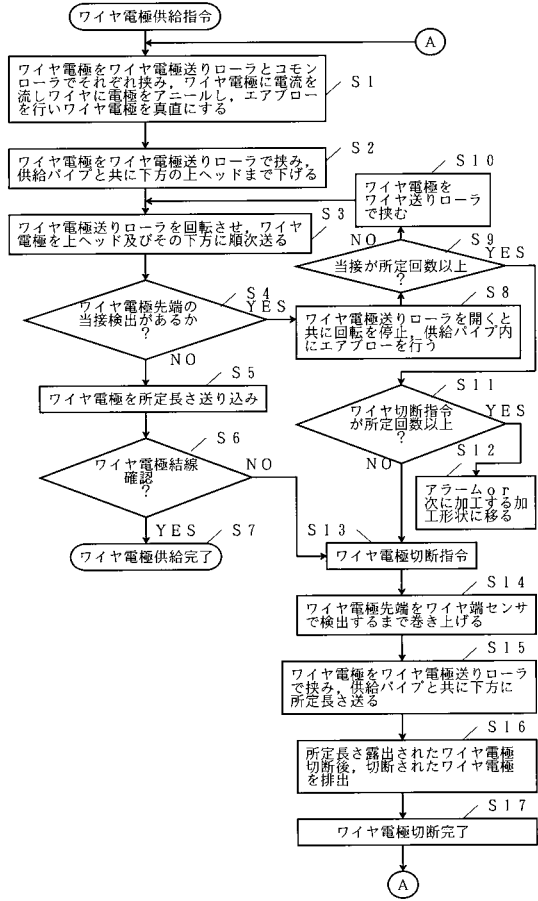 ワイヤ電極供給指令
A
ワイヤ電極をワイヤ電極送りローラとコモン
ローラでそれぞれ挟み，ワイヤ電極に電流を
流しワイヤに電極をアニールし，エアブロー
を行いワイヤ電極を真直にする
S1
ワイヤ電極をワイヤ電極送りローラで挟み，
供給パイプと共に下方の上ヘッドまで下げる
S2
ワイヤ電極送りローラを回転させ，ワイヤ
電極を上ヘッド及びその下方に順次送る
S3
ワイヤ電極先端の
当接検出があるか
？
S4
YES
NO
ワイヤ電極を所定長さ送り込み
S5
ワイヤ電極結線
確認
？
S6
NO
YES
ワイヤ電極供給完了
S7
ワイヤ電極送りローラを開くと
共に回転を停止，供給パイプ内
にエアブローを行う
S8
当接が所定回数以上
？
S9
NO
YES
ワイヤ電極を
ワイヤ送りローラ
で挟む
S10
ワイヤ切断指令
が所定回数以上
？
S11
YES
NO
アラームor
次に加工する加
工形状に移る
S12
ワイヤ電極切断指令
S13
ワイヤ電極先端をワイヤ端センサ
で検出するまで巻き上げる
S14
ワイヤ電極をワイヤ電極送りローラ
で挟み，供給パイプと共に下方に
所定長さ送る
S15
所定長さ露出されたワイヤ電極
切断後，切断されたワイヤ電極
を排出
S16
ワイヤ電極切断完了
S17
A